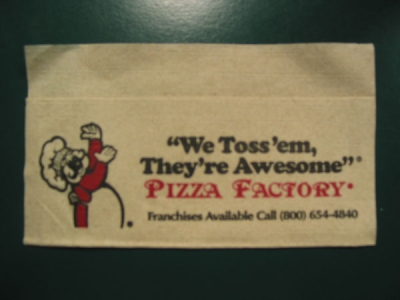 “We Toss'em,
They're Awesome”®
PIZZA FACTORY®
Franchises Available Call (800) 654-4840